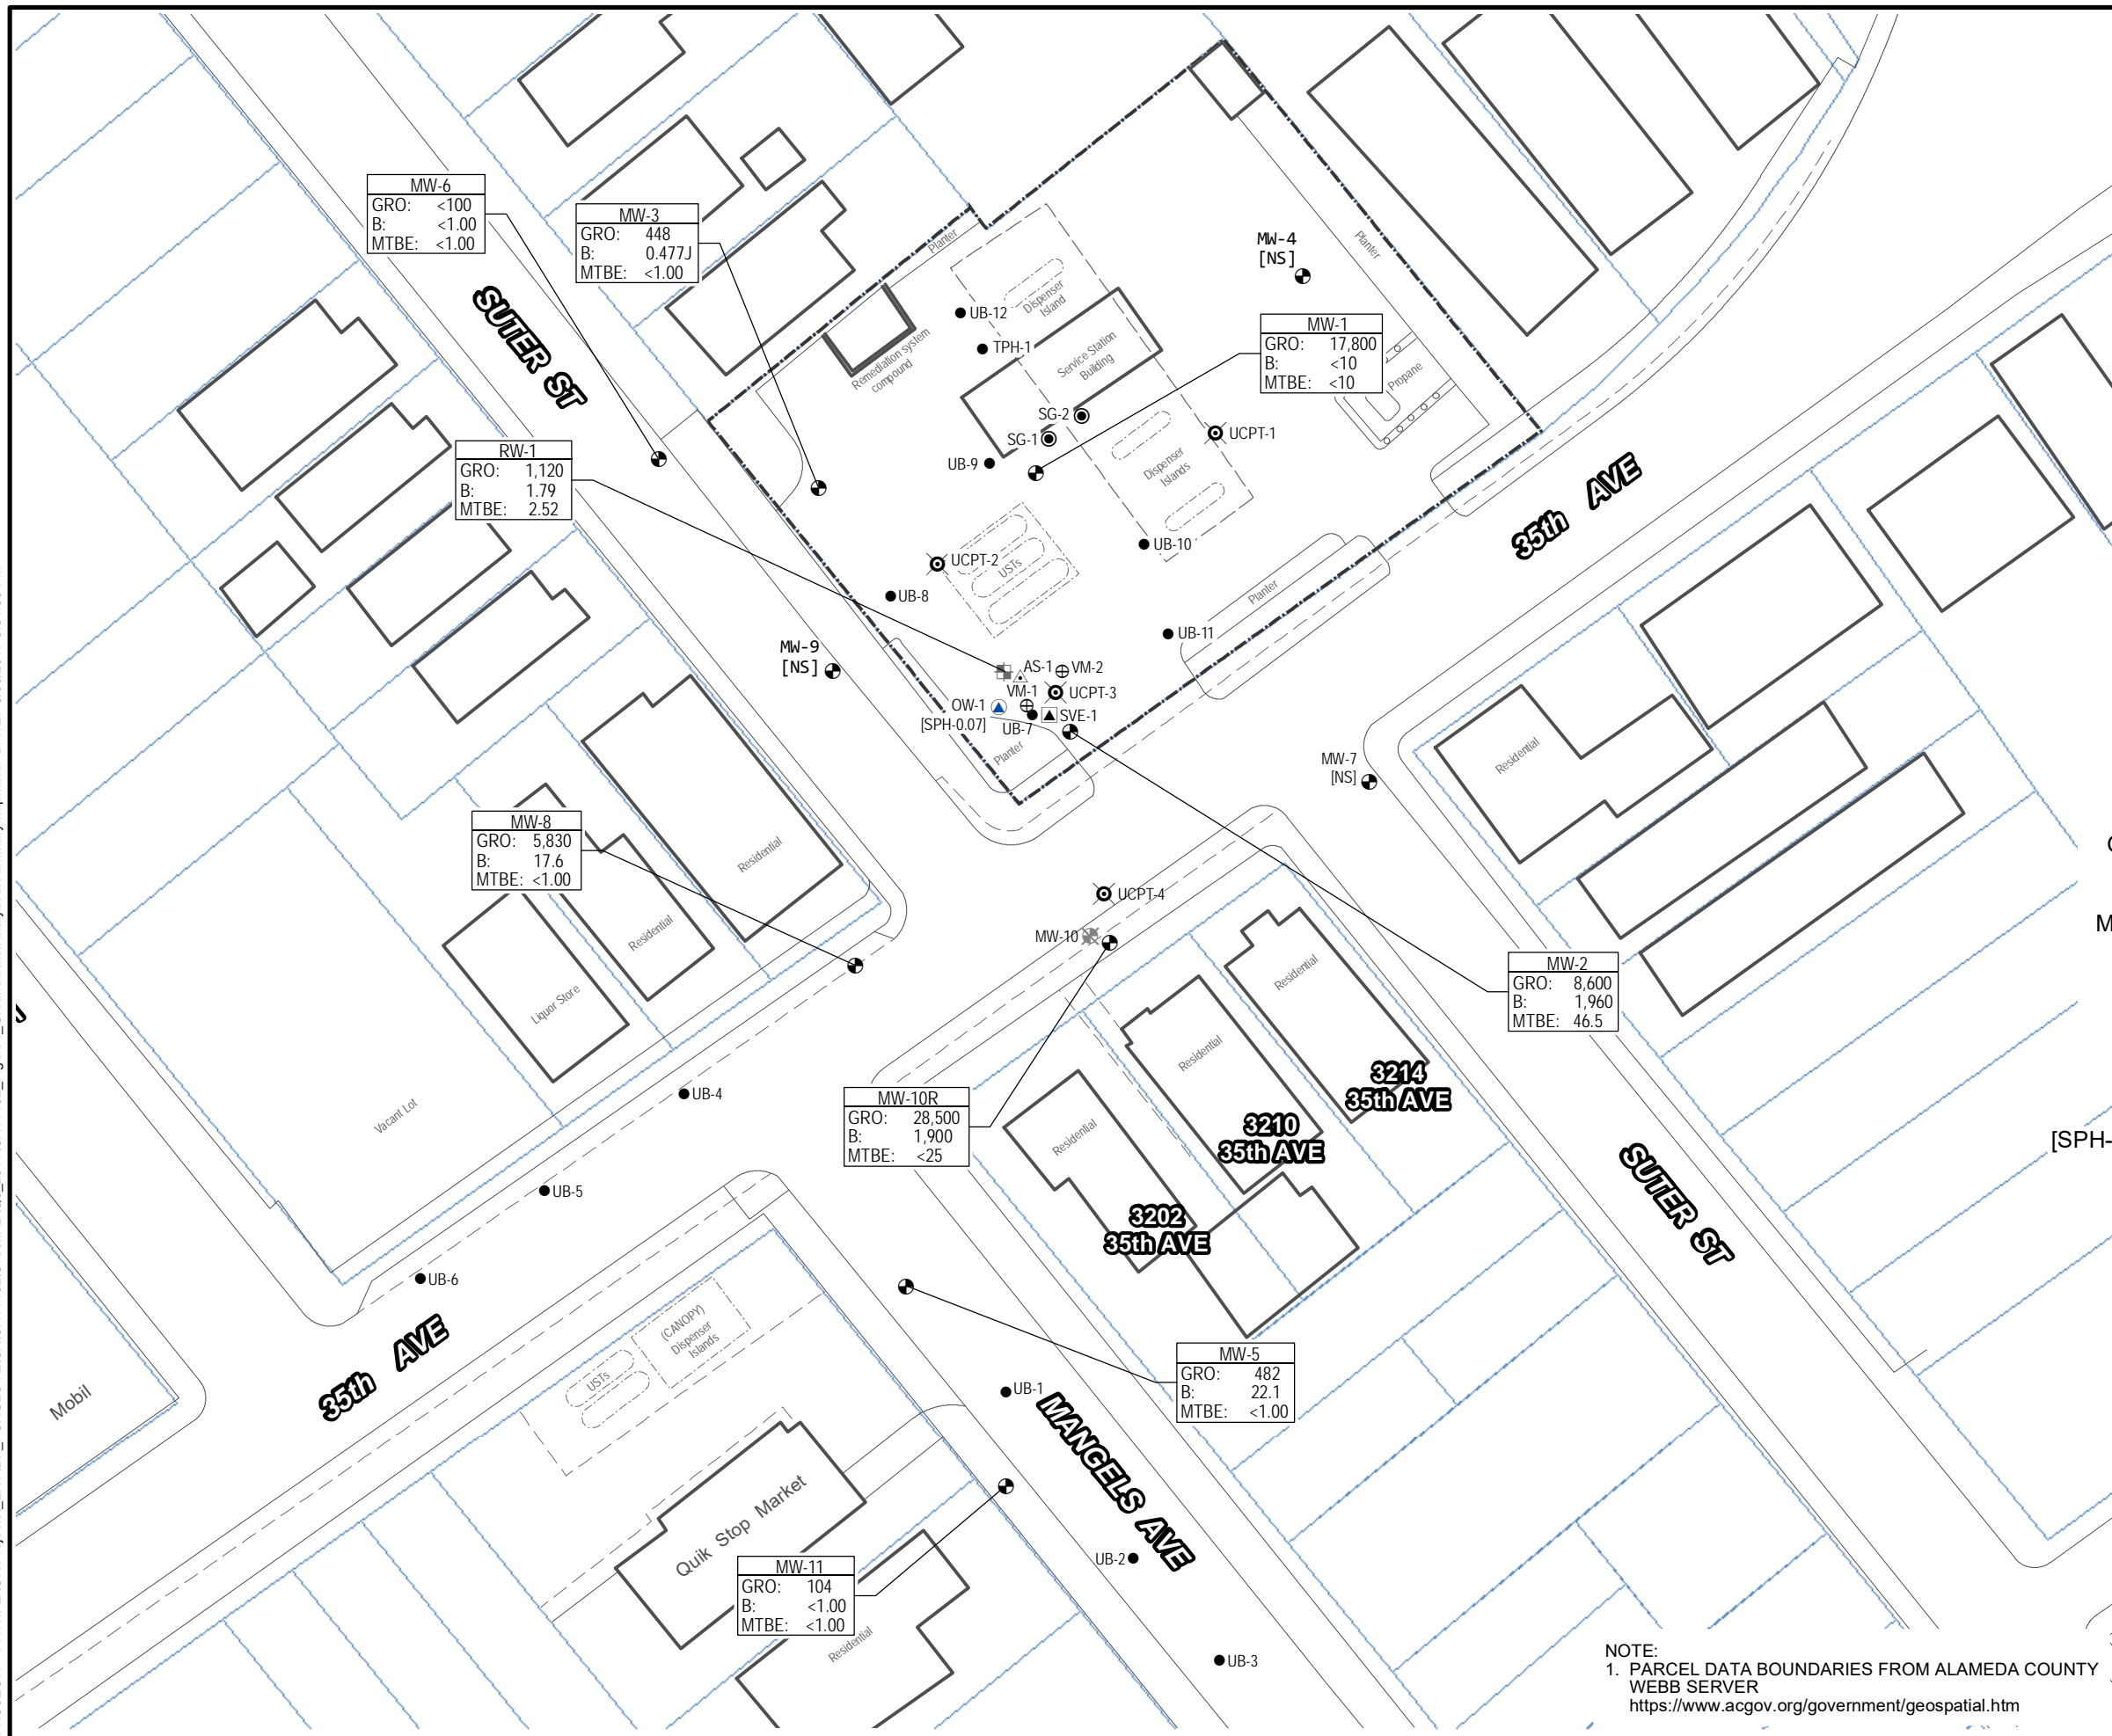 MW-6
GRO: <100
B: <1.00
MTBE: <1.00
MW-3
GRO: 448
B: 0.477J
MTBE: <1.00
SUTER ST
Planter
Remediation system
compound
UB-12
TPH-1
Dispenser
Island
Service Station
Building
MW-4
[NS]
Planter
MW-1
GRO: 17,800
B: <10
MTBE: <10
Propane
SG-2
SG-1
UB-9
UCPT-1
Dispenser
Islands
RW-1
GRO: 1,120
B: 1.79
MTBE: 2.52
35th AVE
UCPT-2
USTs
UB-10
UB-8
Planter
UB-11
MW-9
[NS]
AS-1
VM-2
VM-1
UCPT-3
OW-1
[SPH-0.07]
SVE-1
UB-7
Planter
MW-7
[NS]
Residential
MW-8
GRO: 5,830
B: 17.6
MTBE: <1.00
Residential
Residential
Liquor Store
Vacant Lot
UCPT-4
MW-10
MW-2
GRO: 8,600
B: 1,960
MTBE: 46.5
Residential
Residential
Residential
3214
35th AVE
3210
35th AVE
3202
35th AVE
MW-10R
GRO: 28,500
B: 1,900
MTBE: <25
UB-4
UB-5
UB-6
[SPH-
SUTER ST
35th AVE
Mobil
(CANOPY)
Dispenser
Islands
USTs
MW-5
GRO: 482
B: 22.1
MTBE: <1.00
UB-1
MANGELS AVE
Quik Stop Market
MW-11
GRO: 104
B: <1.00
MTBE: <1.00
Residential
UB-2
UB-3
NOTE:
1. PARCEL DATA BOUNDARIES FROM ALAMEDA COUNTY
WEBB SERVER
https://www.acgov.org/government/geospatial.htm